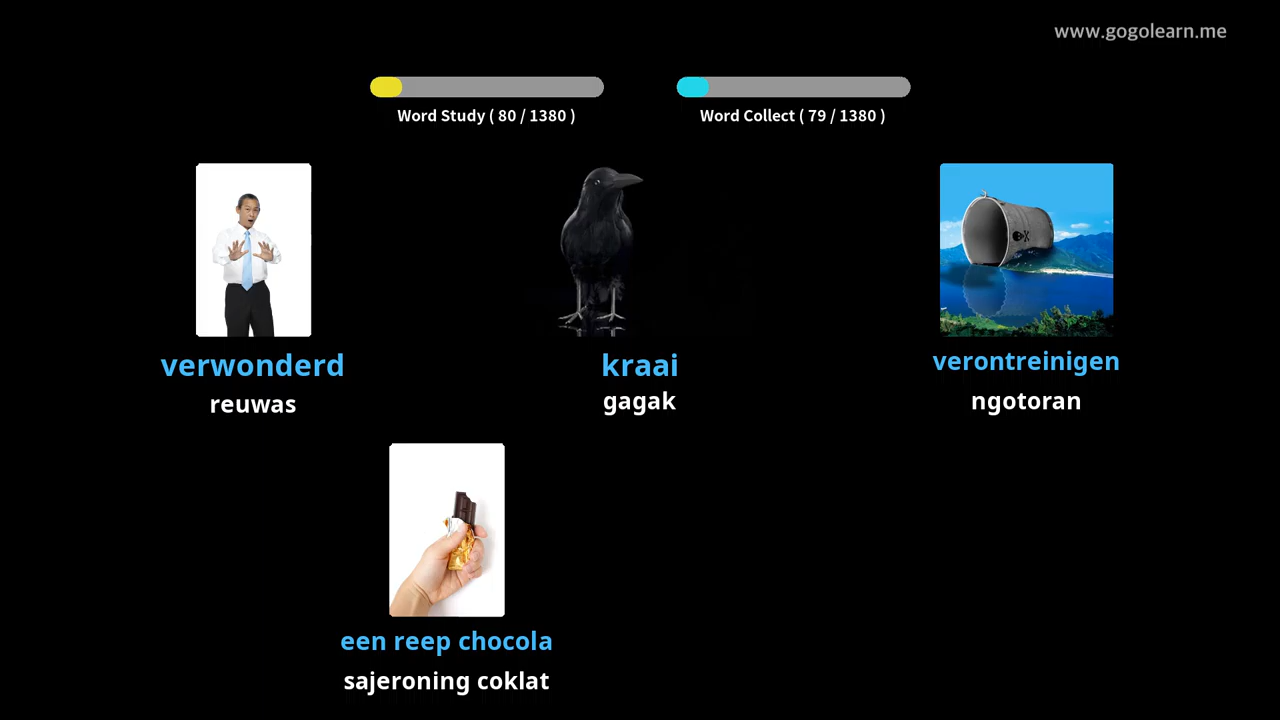 www.gogolearn.me
Word Study ( 80 / 1380 )
Word Collect ( 79 / 1380 )
verwonderd
reuwas
kraai
gagak
verontreinigen
ngotoran
een reep chocola
sajeroning coklat